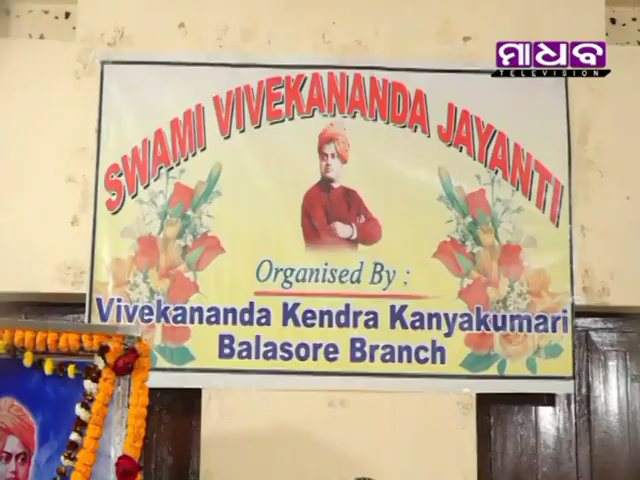 ମାଧବ
TELEVISION
SWAMI VIVEKANANDA JAYANTI
Organised By :
Vivekananda Kendra Kanyakumari
Balasore Branch